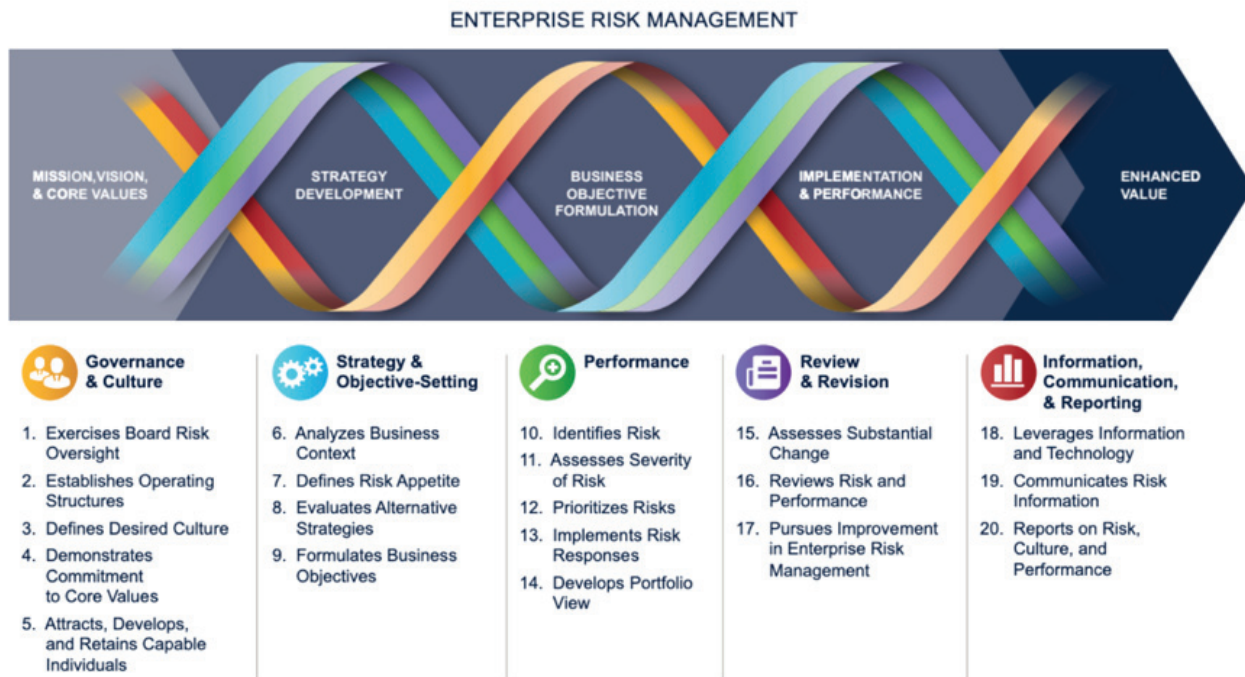 ENTERPRISE RISK MANAGEMENT
MISSION,VISION,
& CORE VALUES
STRATEGY
DEVELOPMENT
BUSINESS
OBJECTIVE
FORMULATION
IMPLEMENTATION
& PERFORMANCE
ENHANCED
VALUE
Governance
& Culture
1. Exercises Board Risk
Oversight
2. Establishes Operating
Structures
3. Defines Desired Culture
4. Demonstrates
Commitment
to Core Values
5. Attracts, Develops,
and Retains Capable
Individuals
Strategy &
Objective-Setting
6. Analyzes Business
Context
7. Defines Risk Appetite
8. Evaluates Alternative
Strategies
9. Formulates Business
Objectives
Performance
10. Identifies Risk
11. Assesses Severity
of Risk
12. Prioritizes Risks
13. Implements Risk
Responses
14. Develops Portfolio
View
Review
& Revision
15. Assesses Substantial
Change
16. Reviews Risk and
Performance
17. Pursues Improvement
in Enterprise Risk
Management
Information,
Communication,
& Reporting
18. Leverages Information
and Technology
19. Communicates Risk
Information
20. Reports on Risk,
Culture, and
Performance